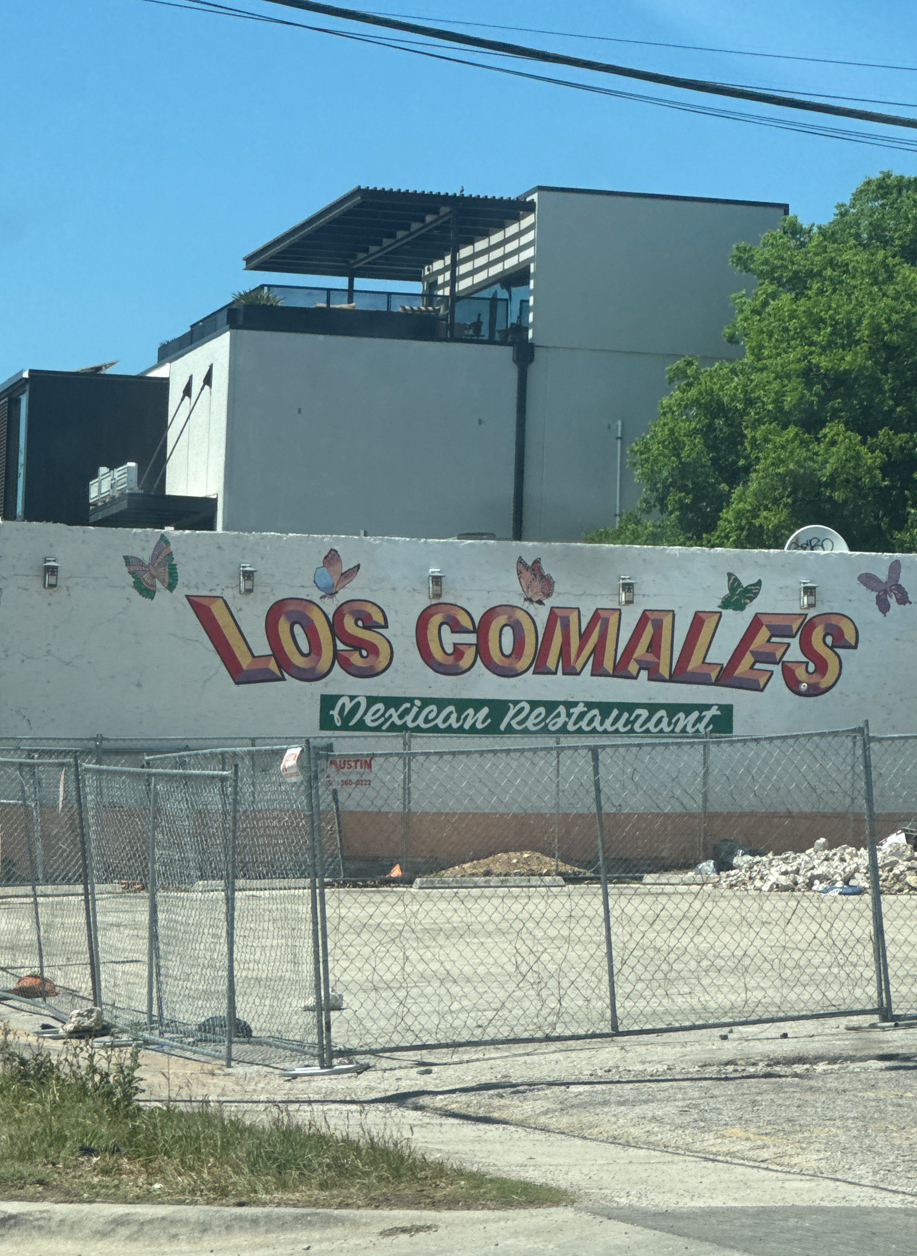 LOS COMALES
Mexican Restaurant
AUSTIN